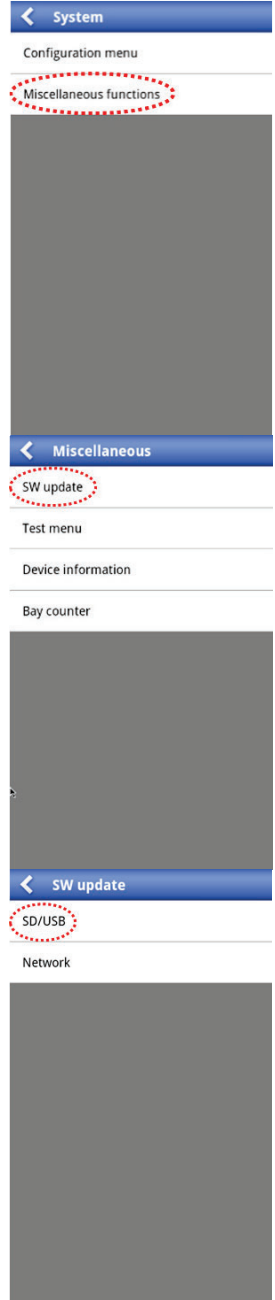 System
Configuration menu
Miscellaneous functions
Miscellaneous
SW update
Test menu
Device information
Bay counter
SW update
SD/USB
Network